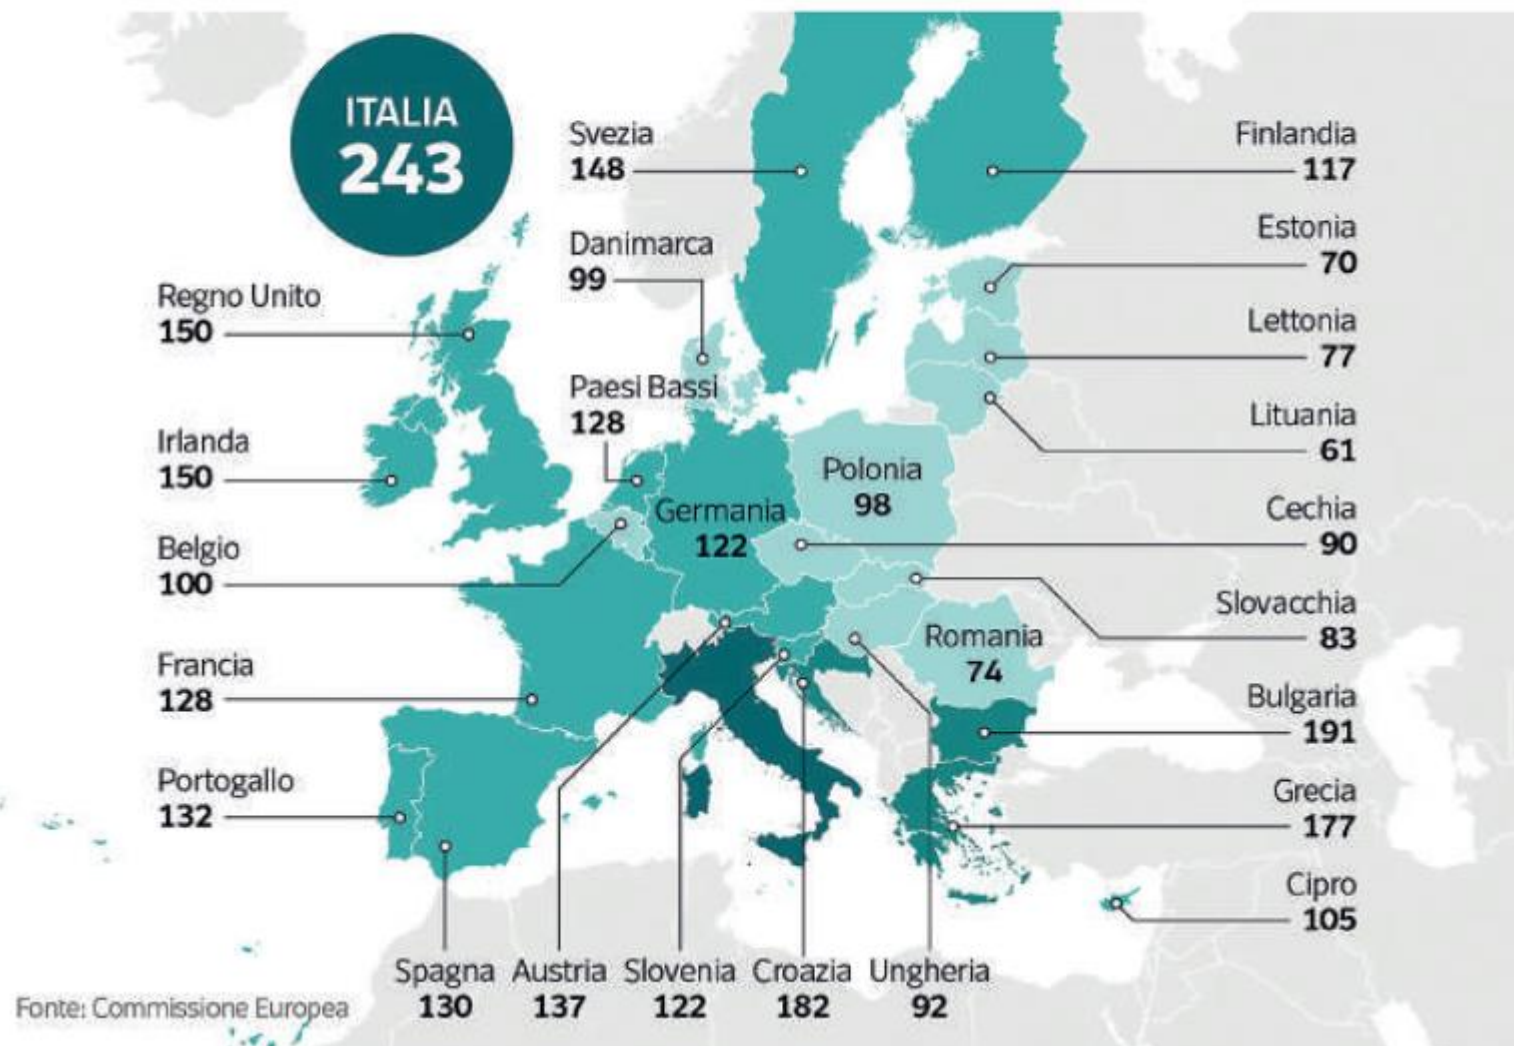 ITALIA
243
Svezia
148
Finlandia
117
Danimarca
99
Estonia
70
Regno Unito
150
Lettonia
77
Paesi Bassi
128
Lituania
61
Irlanda
150
Polonia
98
Germania
122
Cechia
90
Belgio
100
Slovacchia
83
Romania
74
Francia
128
Bulgaria
191
Portogallo
132
Grecia
177
Cipro
105
Spagna
130
Austria
137
Slovenia
122
Croazia
182
Ungheria
92
Fonte: Commissione Europea